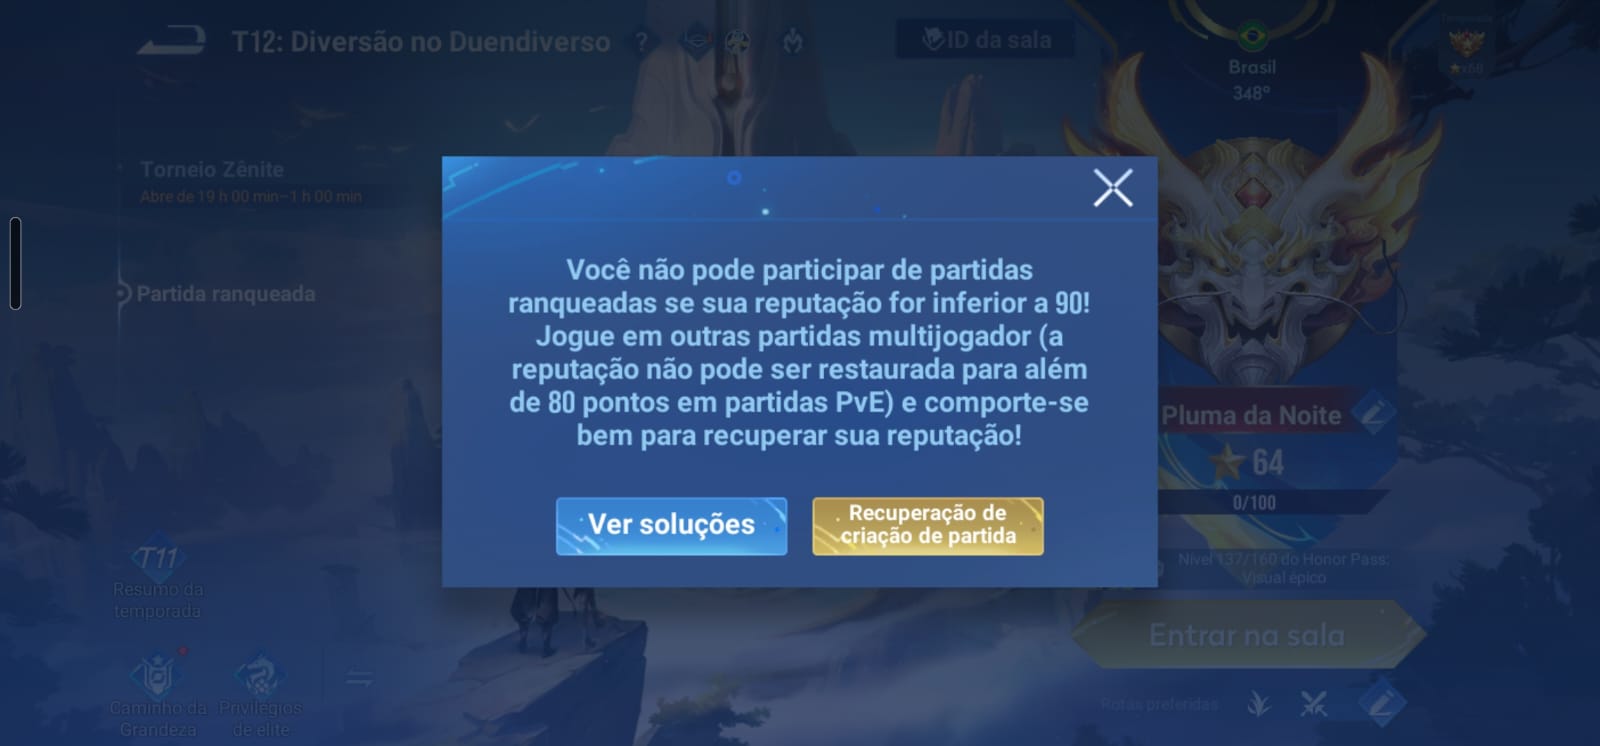 T12: Diversão no Duendiverso
?
ID da sala
Brasil
348º
x68
Torneio Zênite
Abre de 19 h 00 min–1 h 00 min
Partida ranqueada
Você não pode participar de partidas
ranqueadas se sua reputação for inferior a 90!
Jogue em outras partidas multijogador (a
reputação não pode ser restaurada para além
de 80 pontos em partidas PvE) e comporte-se
bem para recuperar sua reputação!
Ver soluções
Recuperação de
criação de partida
Pluma da Noite
64
0/100
Nível 137/160 do Honor Pass:
Visual épico
Entrar na sala
T11
Resumo da
temporada
Caminho da
Grandeza
Privilégios
de elite
Rotas preferidas